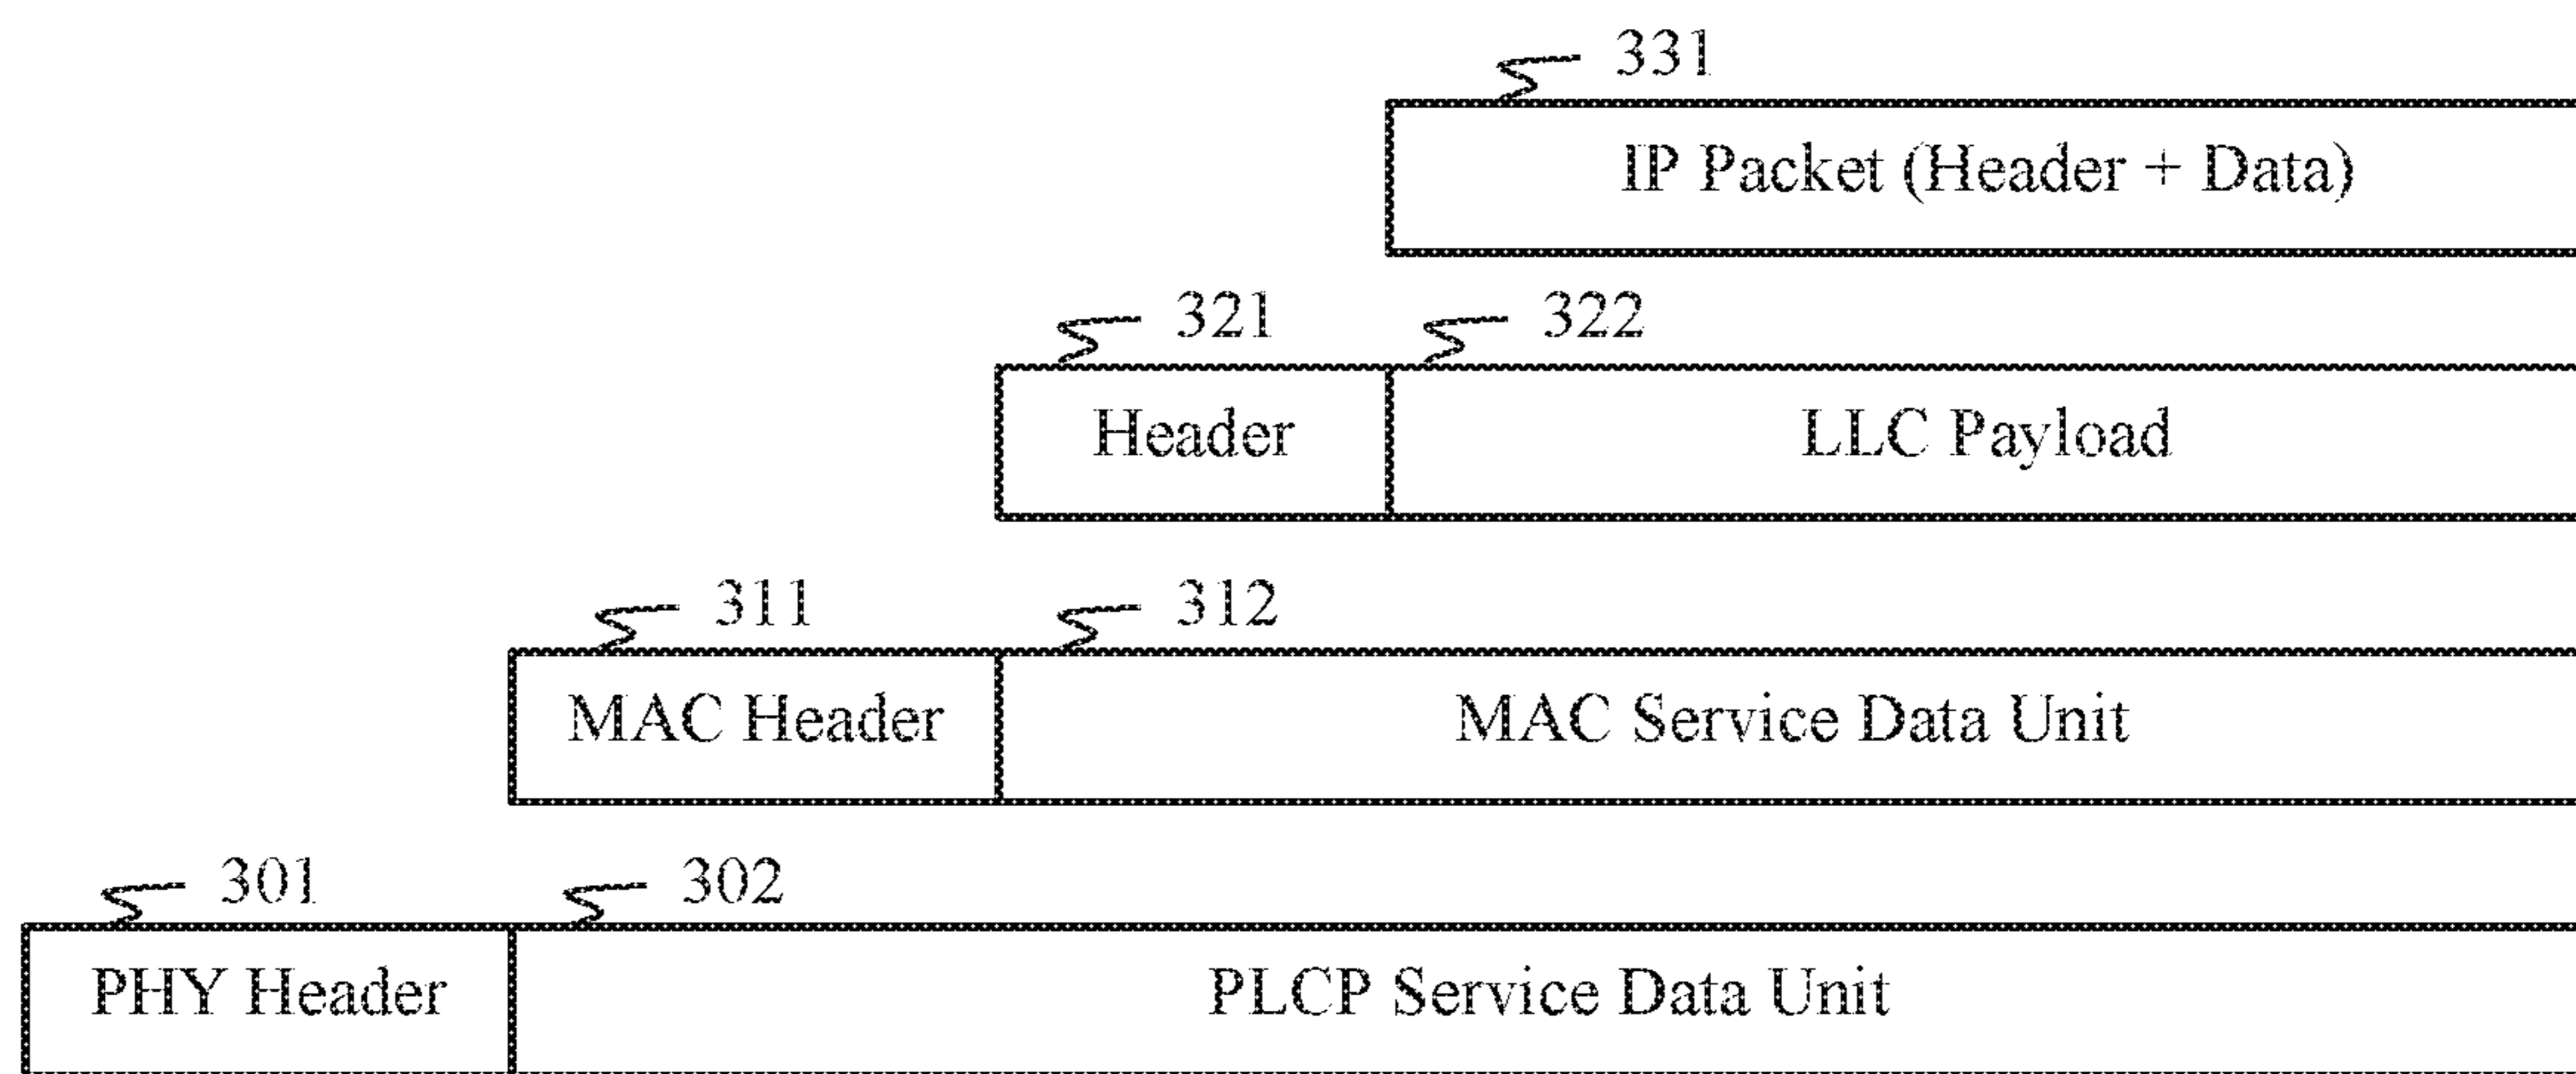 331
IP Packet (Header + Data)
321 322
Header LLC Payload
311 312
MAC Header MAC Service Data Unit
301 302
PHY Header PLCP Service Data Unit